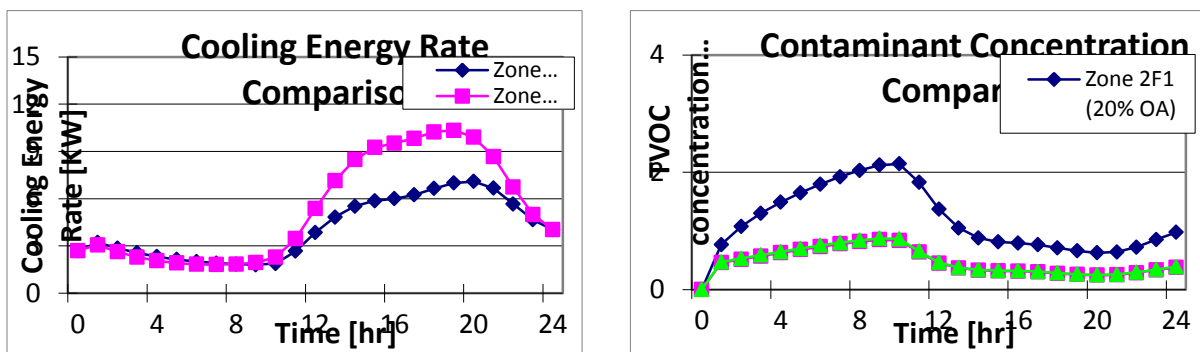 Cooling Energy Rate
Compariso
Zone...
Zone...
Cooling Energy
Rate [KW]
15
0
0 4 8 12 16 20 24
Time [hr]
Contaminant Concentration
Compar
Zone 2F1
(20% OA)
TVOC
concentration...
4
2
0
0 4 8 12 16 20 24
Time [hr]